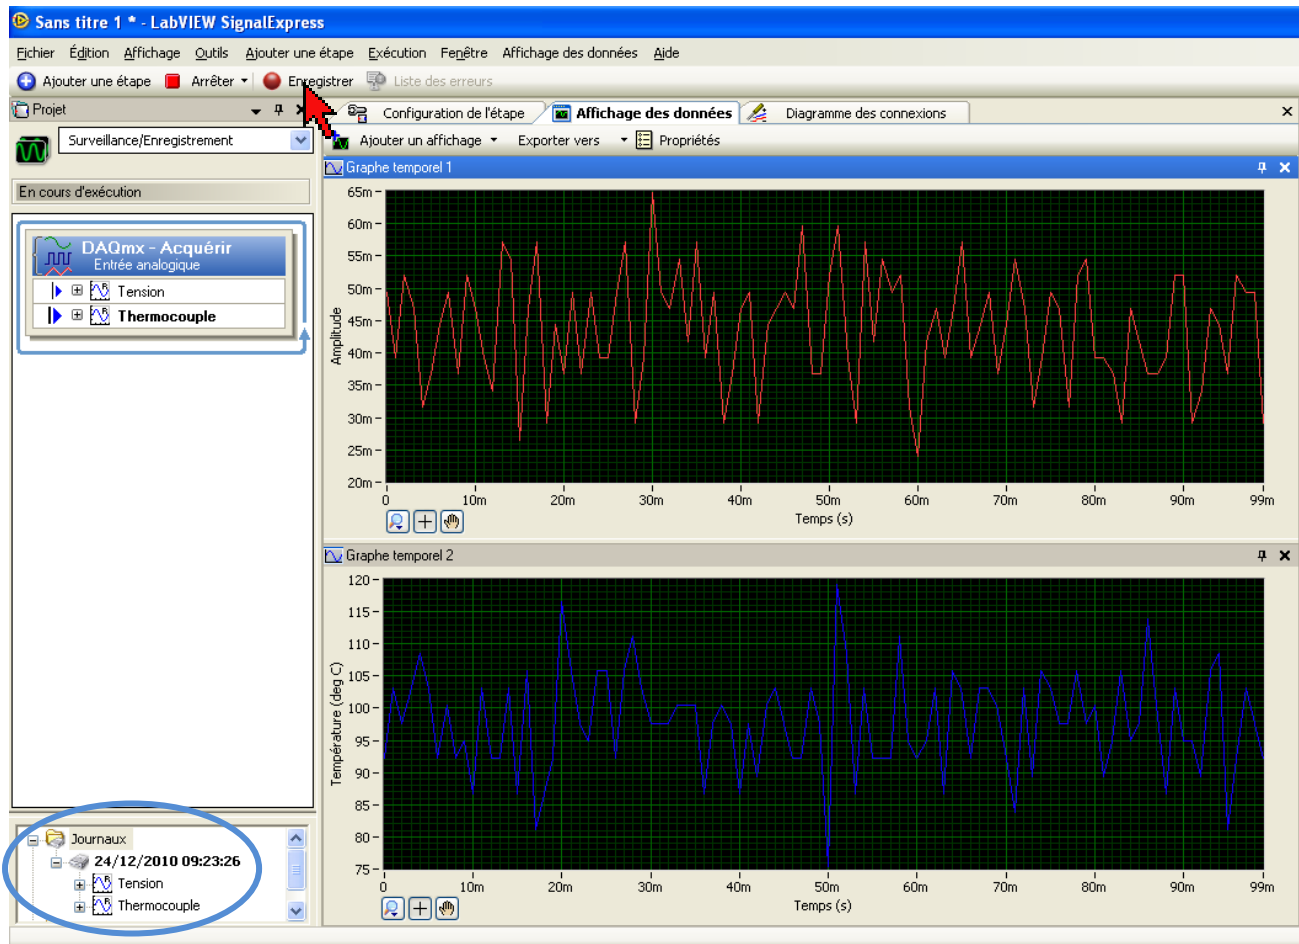 Sans titre 1 * - LabVIEW SignalExpress
Fichier Édition Affichage Outils Ajouter une étape Exécution Fenêtre Affichage des données Aide
Ajouter une étape Arrêter Enregistrer Liste des erreurs
Projet
Surveillance/Enregistrement
En cours d'exécution
DAQmx - Acquérir
Entrée analogique
Tension
Thermocouple
Configuration de l'étape Affichage des données Diagramme des connexions
Ajouter un affichage Exporter vers Propriétés
Graphe temporel 1
65m
60m
55m
50m
45m
40m
35m
30m
25m
20m
Amplitude
0 10m 20m 30m 40m 50m 60m 70m 80m 90m 99m
Temps (s)
Graphe temporel 2
120
115
110
105
100
95
90
85
80
75
Température (deg C)
0 10m 20m 30m 40m 50m 60m 70m 80m 90m 99m
Temps (s)
Journaux
24/12/2010 09:23:26
Tension
Thermocouple